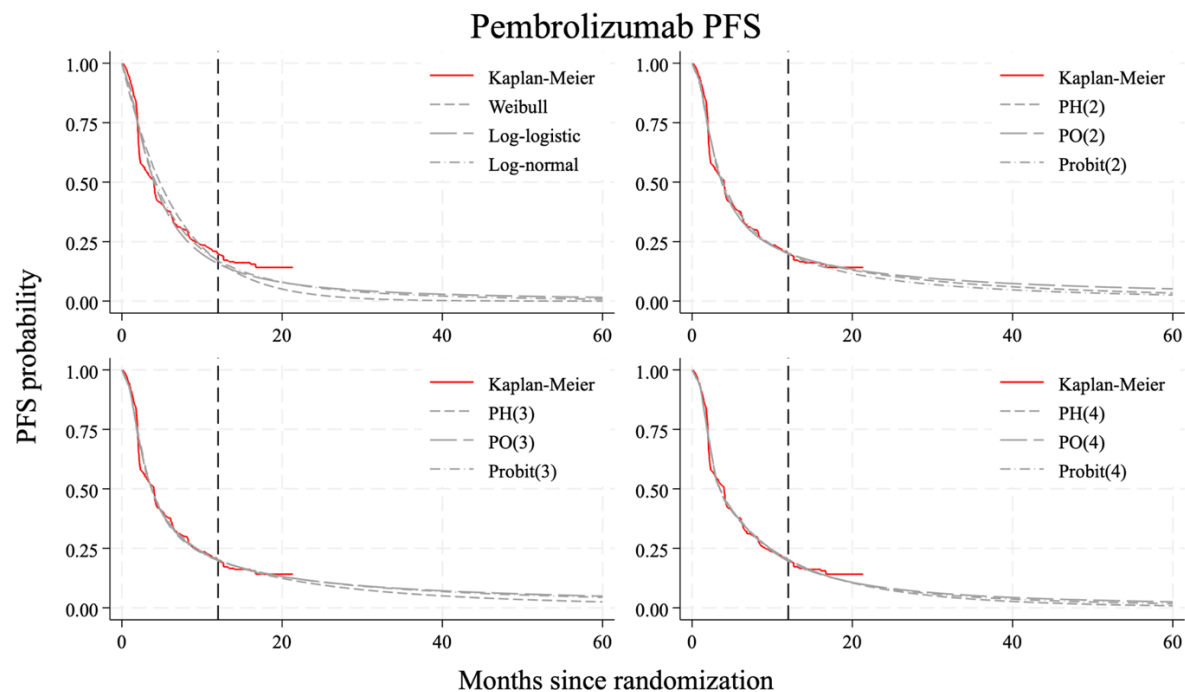 Pembrolizumab PFS
PFS probability
1.00
0.75
0.50
0.25
0.00
0 20 40 60
Kaplan-Meier
Weibull
Log-logistic
Log-normal
1.00
0.75
0.50
0.25
0.00
0 20 40 60
Kaplan-Meier
PH(2)
PO(2)
Probit(2)
1.00
0.75
0.50
0.25
0.00
0 20 40 60
Kaplan-Meier
PH(3)
PO(3)
Probit(3)
1.00
0.75
0.50
0.25
0.00
0 20 40 60
Kaplan-Meier
PH(4)
PO(4)
Probit(4)
Months since randomization